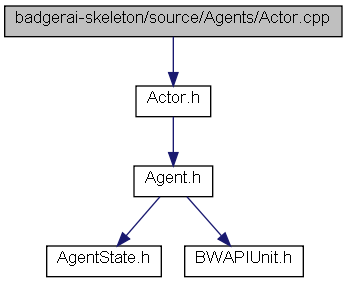 badgerai-skeleton/source/Agents/Actor.cpp
Actor.h
Agent.h
AgentState.h
BWAPIUnit.h